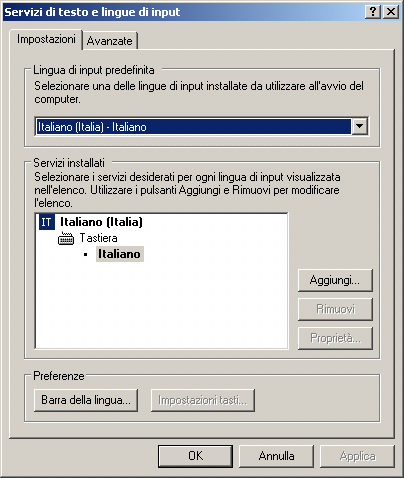 Servizi di testo e lingue di input
Impostazioni
Avanzate
Lingua di input predefinita
Selezionare una delle lingue di input installate da utilizzare all'avvio del
computer.
Italiano (Italia) - Italiano
Servizi installati
Selezionare i servizi desiderati per ogni lingua di input visualizzata
nell'elenco. Utilizzare i pulsanti Aggiungi e Rimuovi per modificare
l'elenco.
IT Italiano (Italia)
Tastiera
• Italiano
Aggiungi...
Rimuovi
Proprietà...
Preferenze
Barra della lingua...
Impostazioni tasti...
OK
Annulla
Applica